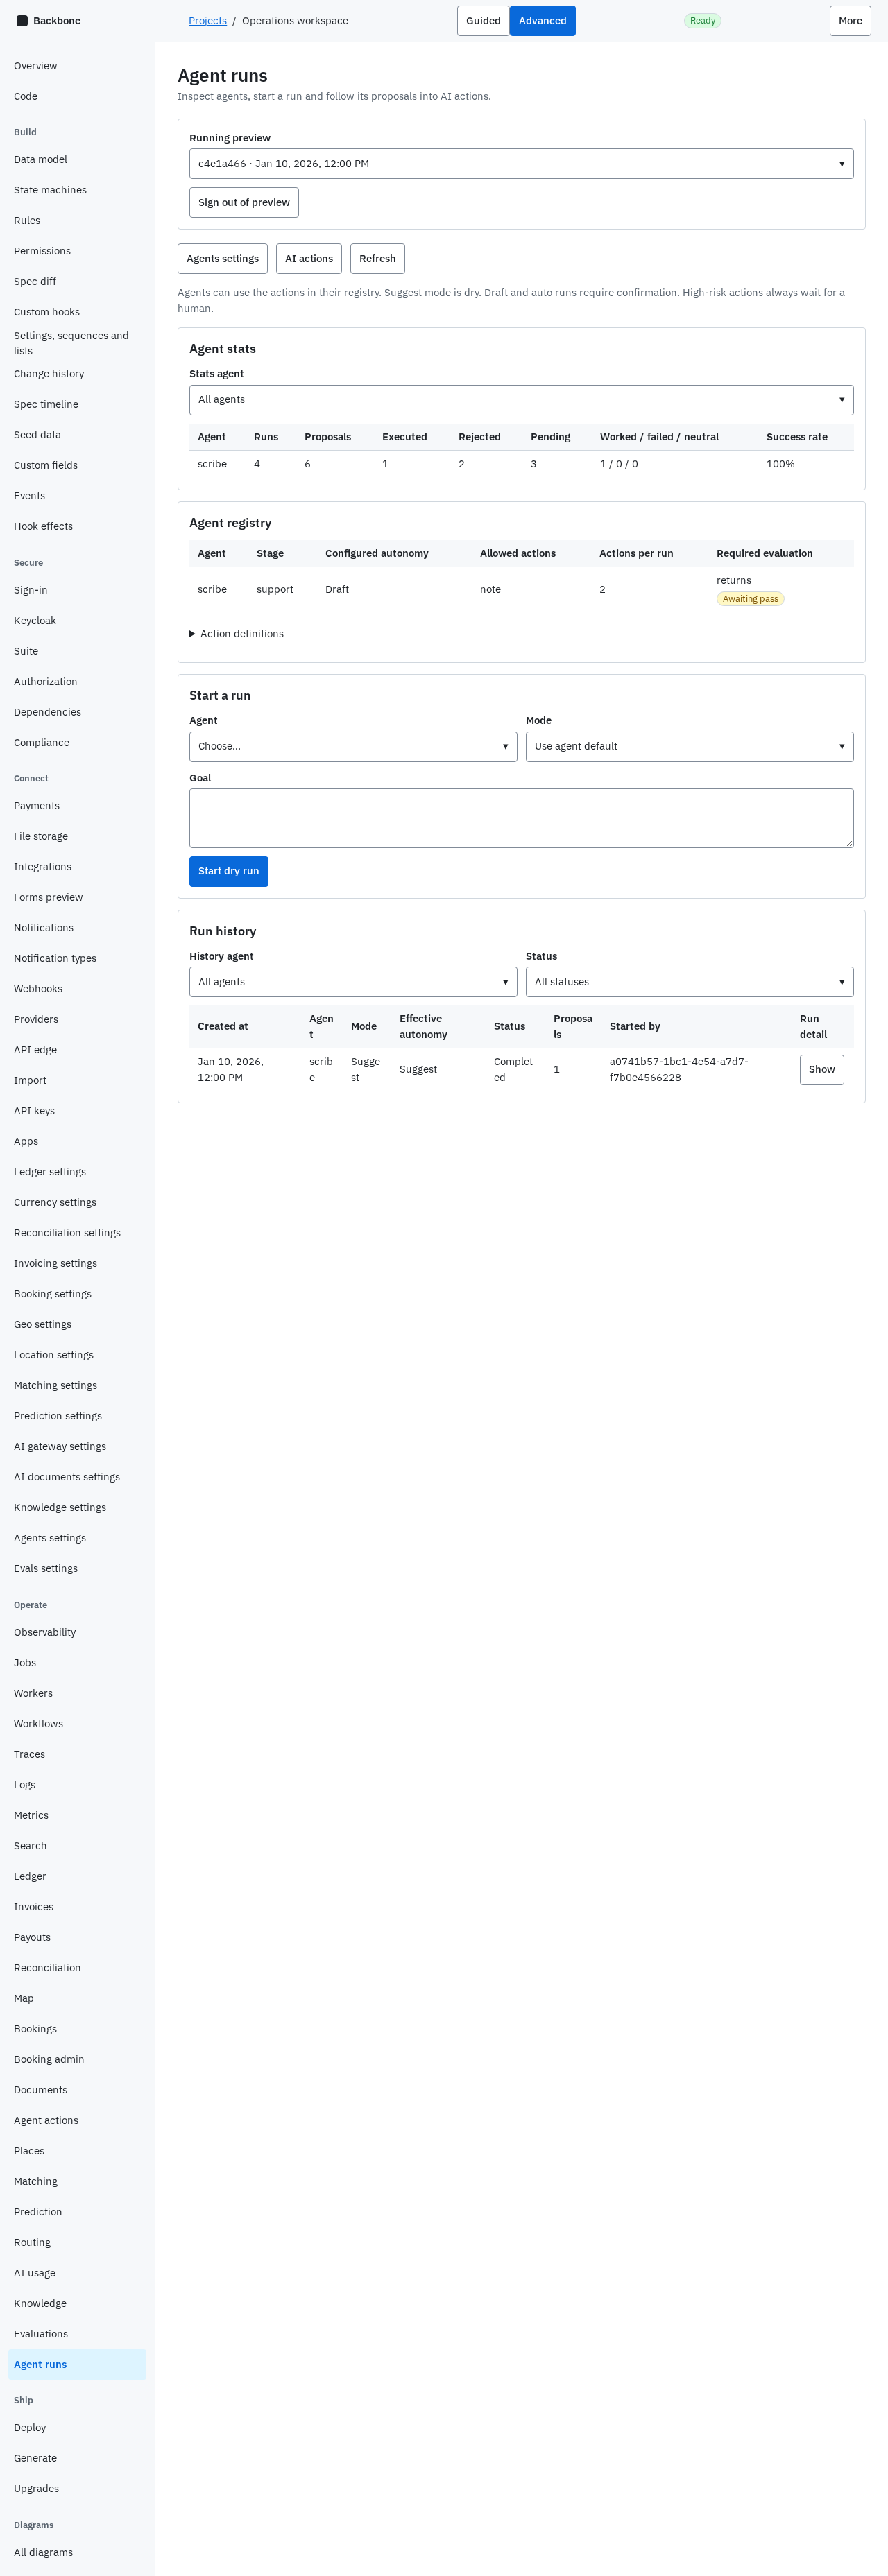 Backbone
Projects / Operations workspace
Guided
Advanced
Ready
More
Overview
Code
Build
Data model
State machines
Rules
Permissions
Spec diff
Custom hooks
Settings, sequences and
lists
Change history
Spec timeline
Seed data
Custom fields
Events
Hook effects
Secure
Sign-in
Keycloak
Suite
Authorization
Dependencies
Compliance
Connect
Payments
File storage
Integrations
Forms preview
Notifications
Notification types
Webhooks
Providers
API edge
Import
API keys
Apps
Ledger settings
Currency settings
Reconciliation settings
Invoicing settings
Booking settings
Geo settings
Location settings
Matching settings
Prediction settings
AI gateway settings
AI documents settings
Knowledge settings
Agents settings
Evals settings
Operate
Observability
Jobs
Workers
Workflows
Traces
Logs
Metrics
Search
Ledger
Invoices
Payouts
Reconciliation
Map
Bookings
Booking admin
Documents
Agent actions
Places
Matching
Prediction
Routing
AI usage
Knowledge
Evaluations
Agent runs
Ship
Deploy
Generate
Upgrades
Diagrams
All diagrams
Agent runs
Inspect agents, start a run and follow its proposals into AI actions.
Running preview
c4e1a466 · Jan 10, 2026, 12:00 PM
Sign out of preview
Agents settings
AI actions
Refresh
Agents can use the actions in their registry. Suggest mode is dry. Draft and auto runs require confirmation. High-risk actions always wait for a
human.
Agent stats
Stats agent
All agents
Agent Runs Proposals Executed Rejected Pending Worked / failed / neutral Success rate
scribe 4 6 1 2 3 1 / 0 / 0 100%
Agent registry
Agent Stage Configured autonomy Allowed actions Actions per run Required evaluation
scribe support Draft note 2 returns
Awaiting pass
Action definitions
Start a run
Agent
Mode
Choose...
Use agent default
Goal
Start dry run
Run history
History agent
Status
All agents
All statuses
Created at Agen Mode Effective Status Proposa Started by Run
t autonomy ls detail
Jan 10, 2026, scrib Sugge Suggest Complet 1 a0741b57-1bc1-4e54-a7d7- Show
12:00 PM e st ed f7b0e4566228